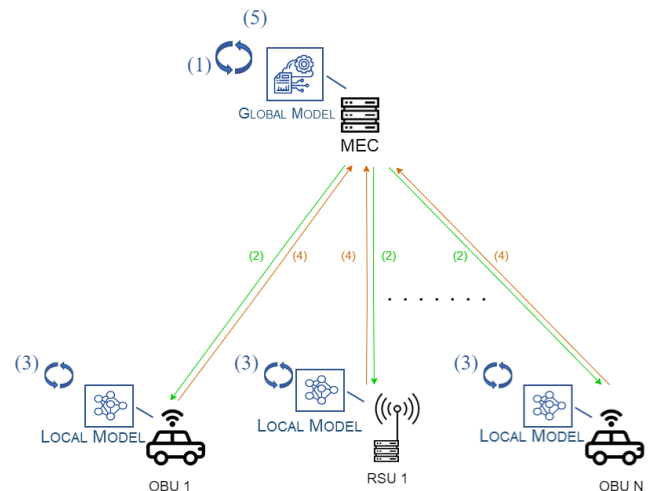 (5)
(1)
GLOBAL MODEL
MEC
(2)
(4)
(4)
(2)
(2)
(4)
. . . . . . .
(3)
(3)
(3)
LOCAL MODEL
LOCAL MODEL
LOCAL MODEL
OBU 1
RSU 1
OBU N